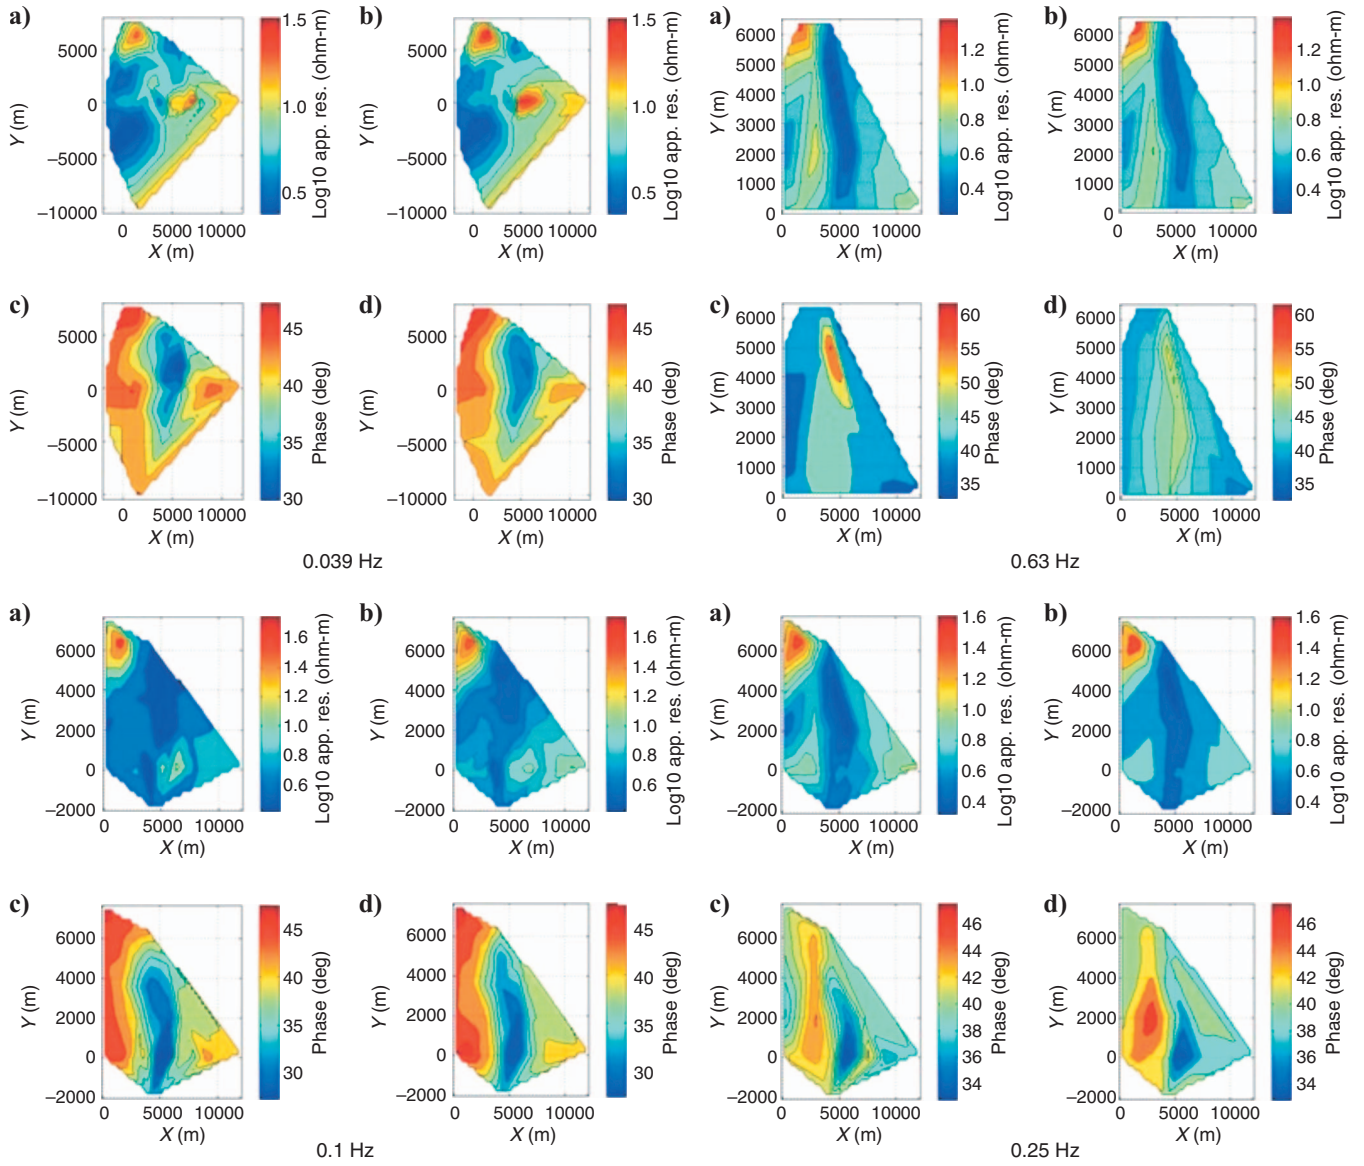 a)
1.5
1.0
0.5
Log10 app. res. (ohm-m)
5000
0
−5000
−10000
Y (m)
0 5000 10000
X (m)
b)
1.5
1.0
0.5
Log10 app. res. (ohm-m)
0 5000 10000
X (m)
a)
6000
5000
4000
3000
2000
1000
0
Y (m)
0 5000 10000
X (m)
1.2
1.0
0.8
0.6
0.4
Log10 app. res. (ohm-m)
b)
6000
5000
4000
3000
2000
1000
0
0 5000 10000
X (m)
1.2
1.0
0.8
0.6
0.4
Log10 app. res. (ohm-m)
c)
5000
0
−5000
−10000
Y (m)
0 5000 10000
X (m)
45
40
35
30
Phase (deg)
d)
5000
0
−5000
−10000
Y (m)
0 5000 10000
X (m)
45
40
35
30
Phase (deg)
0.039 Hz
c)
6000
5000
4000
3000
2000
1000
0
Y (m)
0 5000 10000
X (m)
60
55
50
45
40
35
Phase (deg)
d)
6000
5000
4000
3000
2000
1000
0
0 5000 10000
X (m)
60
55
50
45
40
35
Phase (deg)
0.63 Hz
a)
6000
4000
2000
0
−2000
Y (m)
0 5000 10000
X (m)
1.6
1.4
1.2
1.0
0.8
0.6
Log10 app. res. (ohm-m)
b)
6000
4000
2000
0
−2000
Y (m)
0 5000 10000
X (m)
1.6
1.4
1.2
1.0
0.8
0.6
Log10 app. res. (ohm-m)
a)
6000
4000
2000
0
−2000
Y (m)
0 5000 10000
X (m)
1.6
1.4
1.2
1.0
0.8
0.6
0.4
Log10 app. res. (ohm-m)
b)
6000
4000
2000
0
−2000
Y (m)
0 5000 10000
X (m)
1.6
1.4
1.2
1.0
0.8
0.6
0.4
Log10 app. res. (ohm-m)
c)
6000
4000
2000
0
−2000
Y (m)
0 5000 10000
X (m)
45
40
35
30
Phase (deg)
d)
6000
4000
2000
0
−2000
Y (m)
0 5000 10000
X (m)
45
40
35
30
Phase (deg)
0.1 Hz
c)
6000
4000
2000
0
−2000
Y (m)
0 5000 10000
X (m)
46
44
42
40
38
36
34
Phase (deg)
d)
6000
4000
2000
0
−2000
Y (m)
0 5000 10000
X (m)
46
44
42
40
38
36
34
Phase (deg)
0.25 Hz